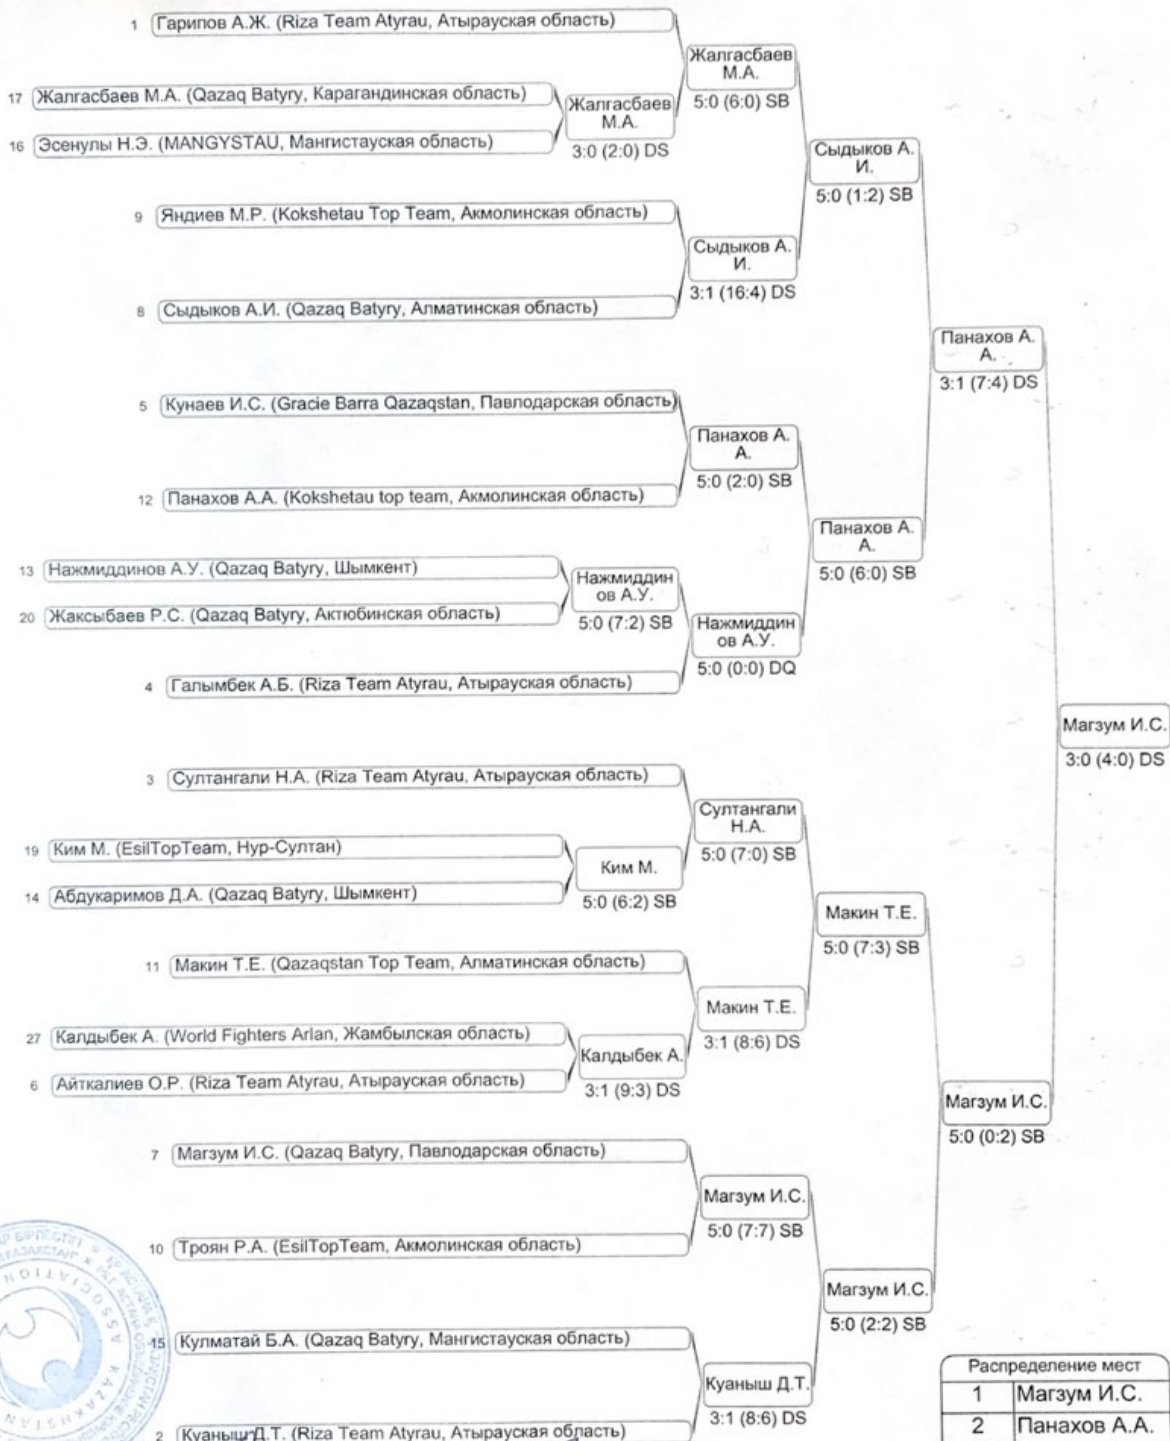 1 Гарипов А.Ж. (Riza Team Atyrau, Атырауская область)
Жалгасбаев
М.А.
5:0 (6:0) SB
17 Жалгасбаев М.А. (Qazaq Batyry, Карагандинская область)
Жалгасбаев
М.А.
3:0 (2:0) DS
16 Эсенулы Н.Э. (MANGYSTAU, Мангистауская область)
Сыдыков А.
И.
5:0 (1:2) SB
9 Яндиев М.Р. (Kokshetau Top Team, Акмолинская область)
Сыдыков А.
И.
3:1 (16:4) DS
8 Сыдыков А.И. (Qazaq Batyry, Алматинская область)
Панахов А.
А.
3:1 (7:4) DS
5 Кунаев И.С. (Gracie Barra Qazaqstan, Павлодарская область)
Панахов А.
А.
5:0 (2:0) SB
12 Панахов А.А. (Kokshetau top team, Акмолинская область)
Панахов А.
А.
5:0 (6:0) SB
13 Нажмиддинов А.У. (Qazaq Batyry, Шымкент)
Нажмиддин
ов А.У.
5:0 (7:2) SB
20 Жаксыбаев Р.С. (Qazaq Batyry, Актюбинская область)
Нажмиддин
ов А.У.
5:0 (0:0) DQ
4 Галымбек А.Б. (Riza Team Atyrau, Атырауская область)
Магзум И.С.
3:0 (4:0) DS
3 Султангали Н.А. (Riza Team Atyrau, Атырауская область)
Султангали
Н.А.
5:0 (7:0) SB
19 Ким М. (EsilTopTeam, Нур-Султан)
Ким М.
5:0 (6:2) SB
14 Абдукаримов Д.А. (Qazaq Batyry, Шымкент)
Макин Т.Е.
5:0 (7:3) SB
11 Макин Т.Е. (Qazaqstan Top Team, Алматинская область)
Макин Т.Е.
3:1 (8:6) DS
27 Калдыбек А. (World Fighters Arlan, Жамбылская область)
Калдыбек А.
3:1 (9:3) DS
6 Айткалиев О.Р. (Riza Team Atyrau, Атырауская область)
Магзум И.С.
5:0 (0:2) SB
7 Магзум И.С. (Qazaq Batyry, Павлодарская область)
Магзум И.С.
5:0 (7:7) SB
10 Троян Р.А. (EsilTopTeam, Акмолинская область)
Магзум И.С.
5:0 (2:2) SB
15 Кулматай Б.А. (Qazaq Batyry, Мангистауская область)
Куаныш Д.Т.
3:1 (8:6) DS
2 Куаныш Д.Т. (Riza Team Atyrau, Атырауская область)
Распределение мест
1 Магзум И.С.
2 Панахов А.А.
ASSOCIATION KAZAKHSTAN